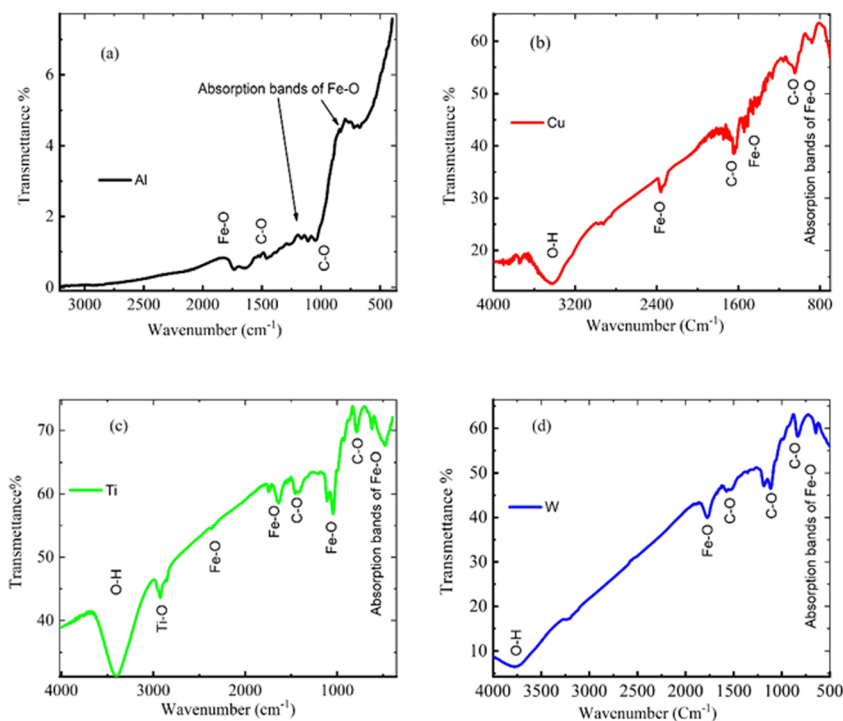 (a)
Absorption bands of Fe-O
Al
Fe-O
C-O
C-O
Transmettance %
0
2
4
6
3000
2500
2000
1500
1000
500
Wavenumber (cm-1)
(b)
Cu
O-H
Fe-O
C-O
Fe-O
C-O
Absorption bands of Fe-O
Transmettance %
60
50
40
30
20
4000
3200
2400
1600
800
Wavenumber (Cm-1)
(c)
Ti
O-H
Ti-O
Fe-O
Fe-O
C-O
Fe-O
C-O
Absorption bands of Fe-O
Transmettance%
70
60
50
40
4000
3000
2000
1000
Wavenumber (cm-1)
(d)
W
O-H
Fe-O
C-O
C-O
C-O
Absorption bands of Fe-O
Transmettance %
60
50
40
30
20
10
4000
3500
3000
2500
2000
1500
1000
500
Wavenumber (cm-1)